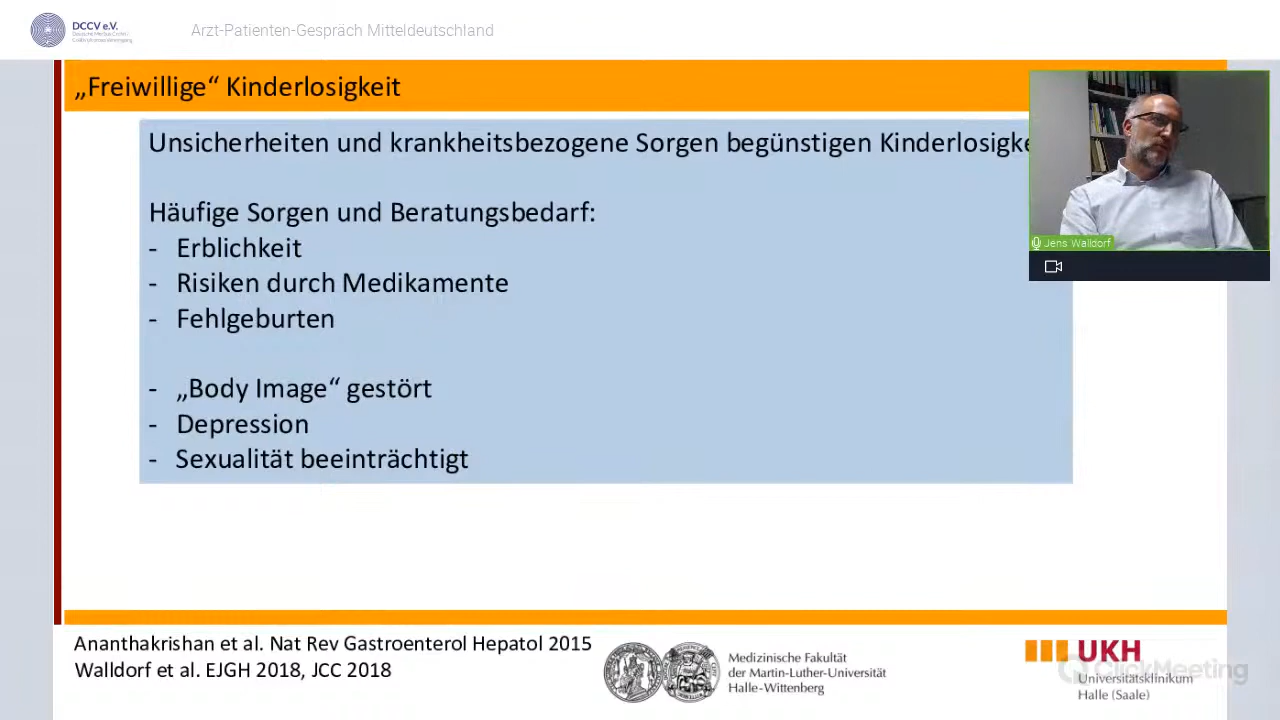 DCCV e.V.
Arzt-Patienten-Gespräch Mitteldeutschland
„Freiwillige“ Kinderlosigkeit
Unsicherheiten und krankheitsbezogene Sorgen begünstigen Kinderlosigke
Häufige Sorgen und Beratungsbedarf:
- Erblichkeit
- Risiken durch Medikamente
- Fehlgeburten
- „Body Image“ gestört
- Depression
- Sexualität beeinträchtigt
Jens Walldorf
Ananthakrishan et al. Nat Rev Gastroenterol Hepatol 2015
Walldorf et al. EJGH 2018, JCC 2018
Medizinische Fakultät
der Martin-Luther-Universität
Halle-Wittenberg
UKH
ClickMeeting
Universitätsklinikum
Halle (Saale)